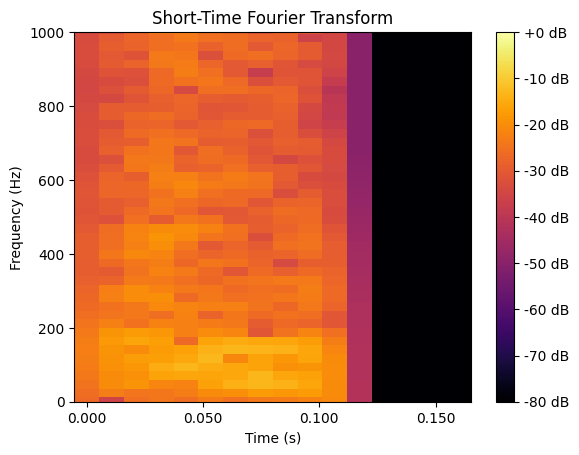 Short-Time Fourier Transform
Frequency (Hz)
1000
800
600
400
200
0
0.000 0.050 0.100 0.150
Time (s)
+0 dB
-10 dB
-20 dB
-30 dB
-40 dB
-50 dB
-60 dB
-70 dB
-80 dB